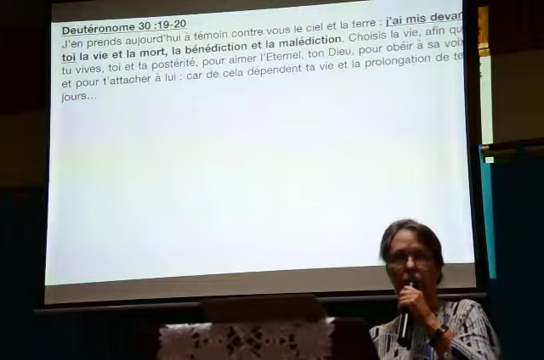 Deutéronome 30 :19-20
J'en prends aujourd'hui à témoin contre vous le ciel et la terre : j'ai mis devan
toi la vie et la mort, la bénédiction et la malédiction. Choisis la vie, afin qu
tu vives, toi et ta postérité, pour aimer l'Eternel, ton Dieu, pour obéir à sa voi
et pour t'attacher à lui : car de cela dépendent ta vie et la prolongation de te
jours...